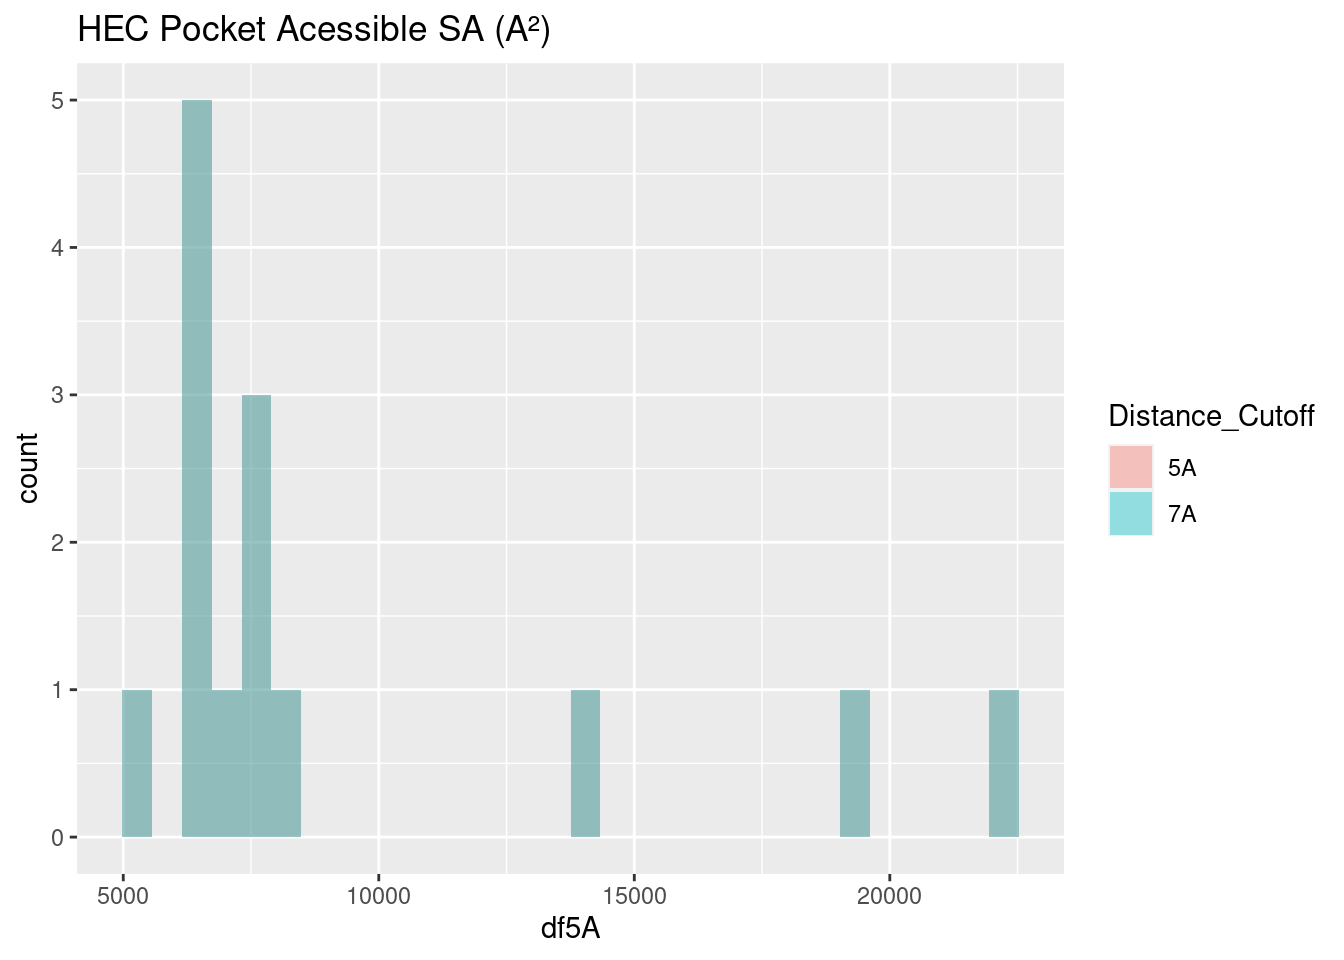 HEC Pocket Acessible SA (A²)
5
4
3
2
1
0
count
5000 10000 15000 20000
df5A
Distance_Cutoff
5A
7A